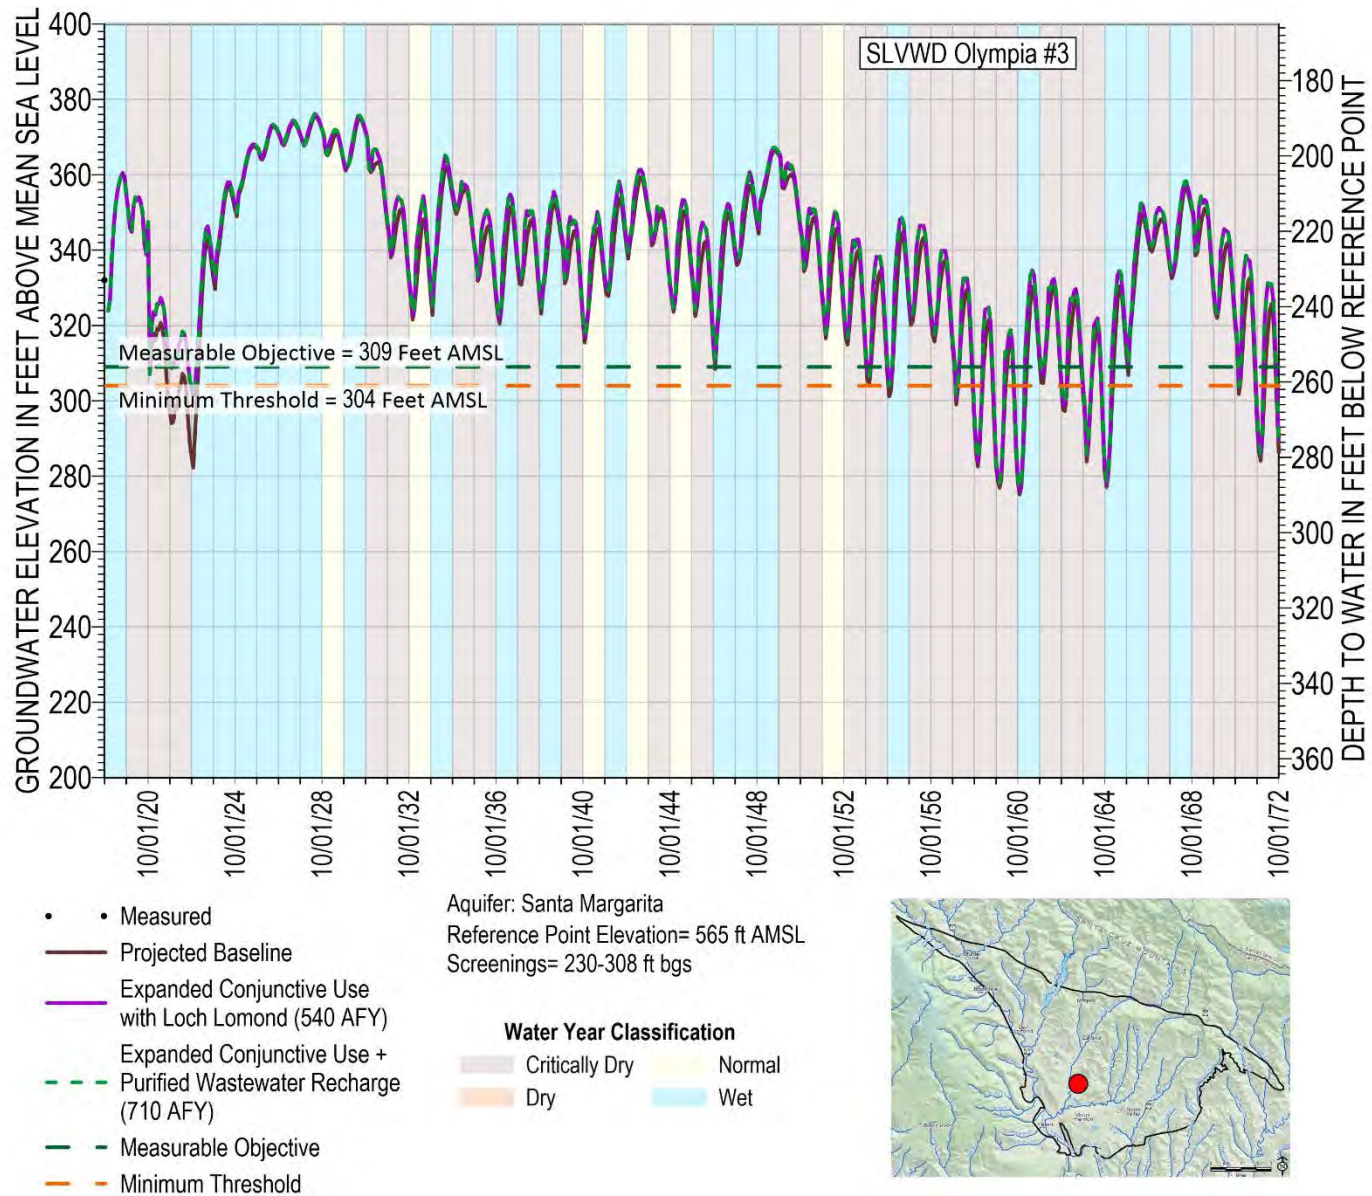 SLVWD Olympia #3
GROUNDWATER ELEVATION IN FEET ABOVE MEAN SEA LEVEL
400
380
360
340
320
300
280
260
240
220
200
Measurable Objective = 309 Feet AMSL
Minimum Threshold = 304 Feet AMSL
180
200
220
240
260
280
300
320
340
360
DEPTH TO WATER IN FEET BELOW REFERENCE POINT
10/01/20
10/01/24
10/01/28
10/01/32
10/01/36
10/01/40
10/01/44
10/01/48
10/01/52
10/01/56
10/01/60
10/01/64
10/01/68
10/01/72
Measured
Projected Baseline
Expanded Conjunctive Use
with Loch Lomond (540 AFY)
Expanded Conjunctive Use +
Purified Wastewater Recharge
(710 AFY)
Measurable Objective
Minimum Threshold
Aquifer: Santa Margarita
Reference Point Elevation= 565 ft AMSL
Screenings= 230-308 ft bgs
Water Year Classification
Critically Dry
Normal
Dry
Wet